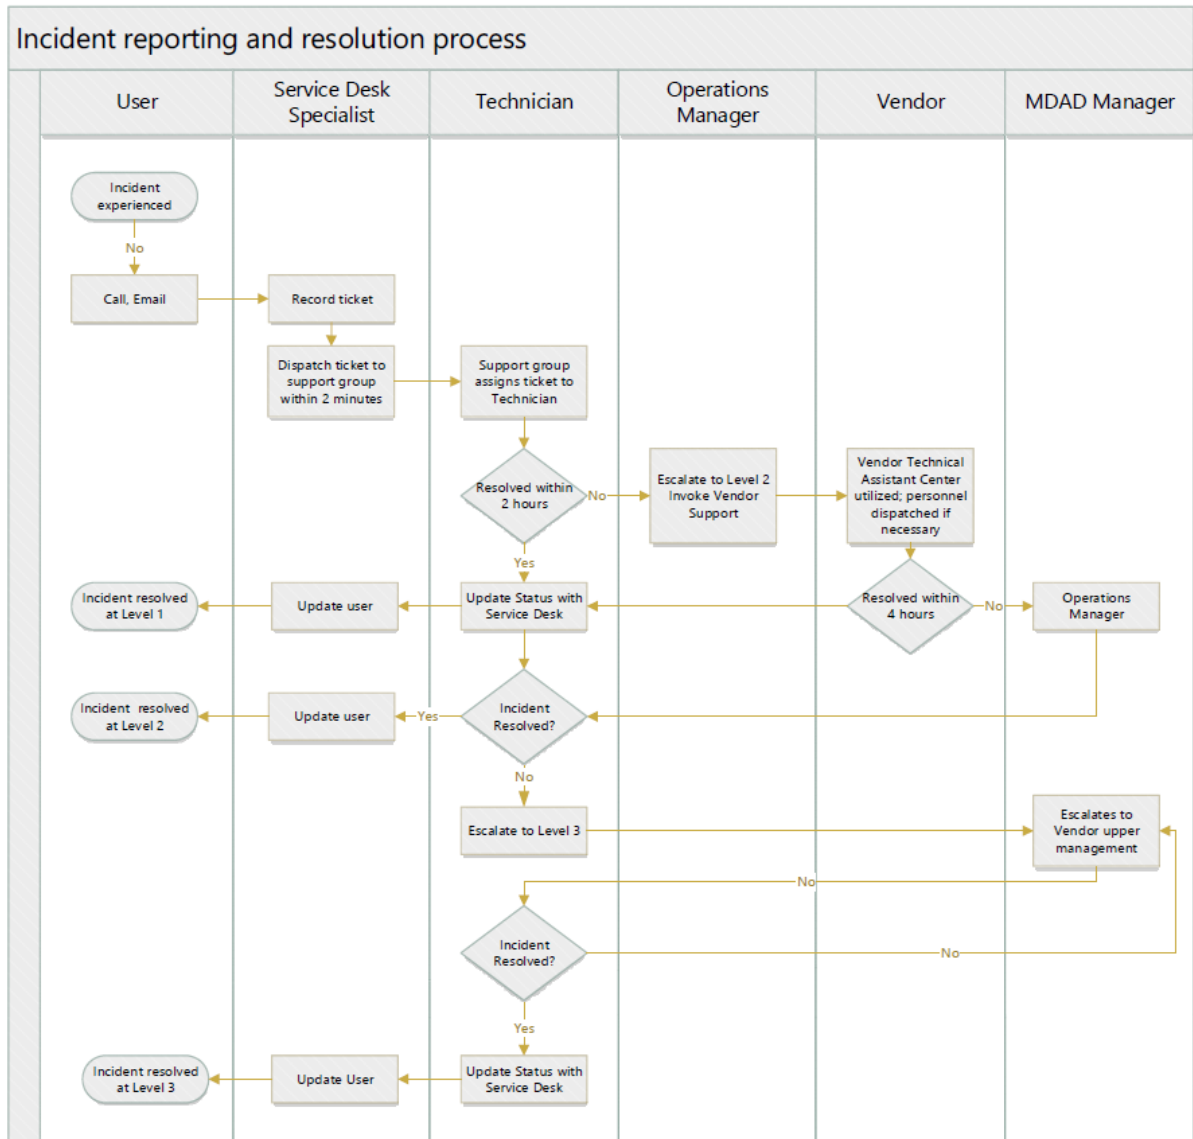 Incident reporting and resolution process
User
Service Desk
Specialist
Technician
Operations
Manager
Vendor
MDAD Manager
Incident
experienced
No
Call, Email
Record ticket
Dispatch ticket to
support group
within 2 minutes
Support group
assigns ticket to
Technician
Resolved within
2 hours
No
Escalate to Level 2
Invoke Vendor
Support
Vendor Technical
Assistant Center
utilized; personnel
dispatched if
necessary
Yes
Incident resolved
at Level 1
Update user
Update Status with
Service Desk
Resolved within
4 hours
No
Operations
Manager
Incident resolved
at Level 2
Update user
Yes
Incident
Resolved?
No
Escalate to Level 3
Escalates to
Vendor upper
management
No
Incident
Resolved?
No
Yes
Incident resolved
at Level 3
Update User
Update Status with
Service Desk